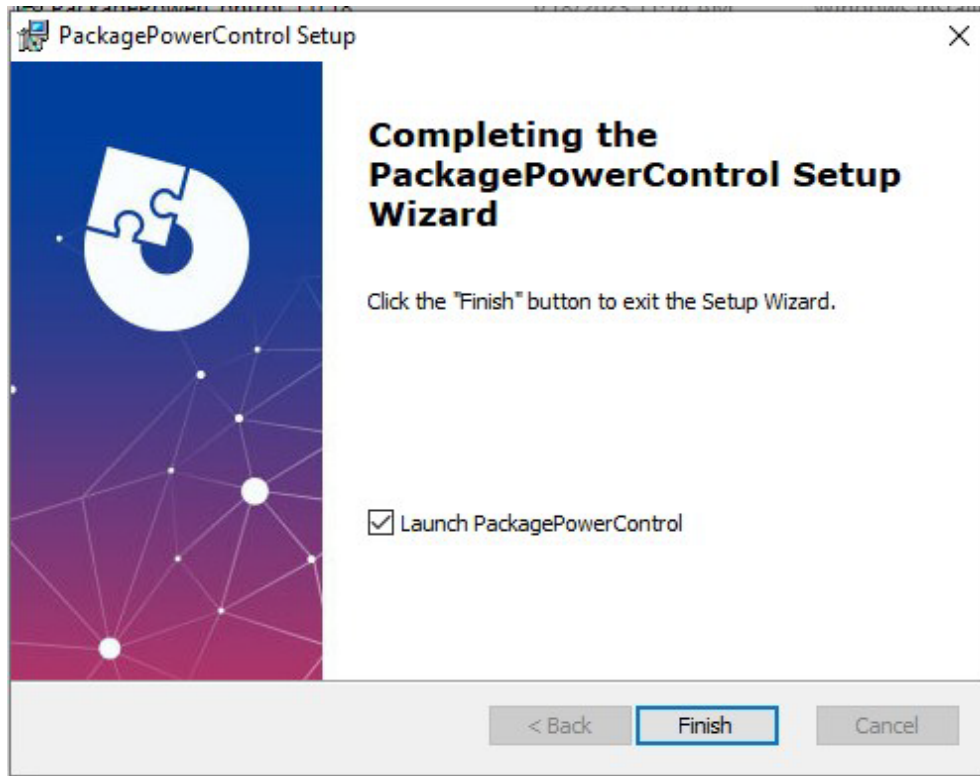 PackagePowerControl Setup
Completing the
PackagePowerControl Setup
Wizard
Click the "Finish" button to exit the Setup Wizard.
Launch PackagePowerControl
< Back
Finish
Cancel